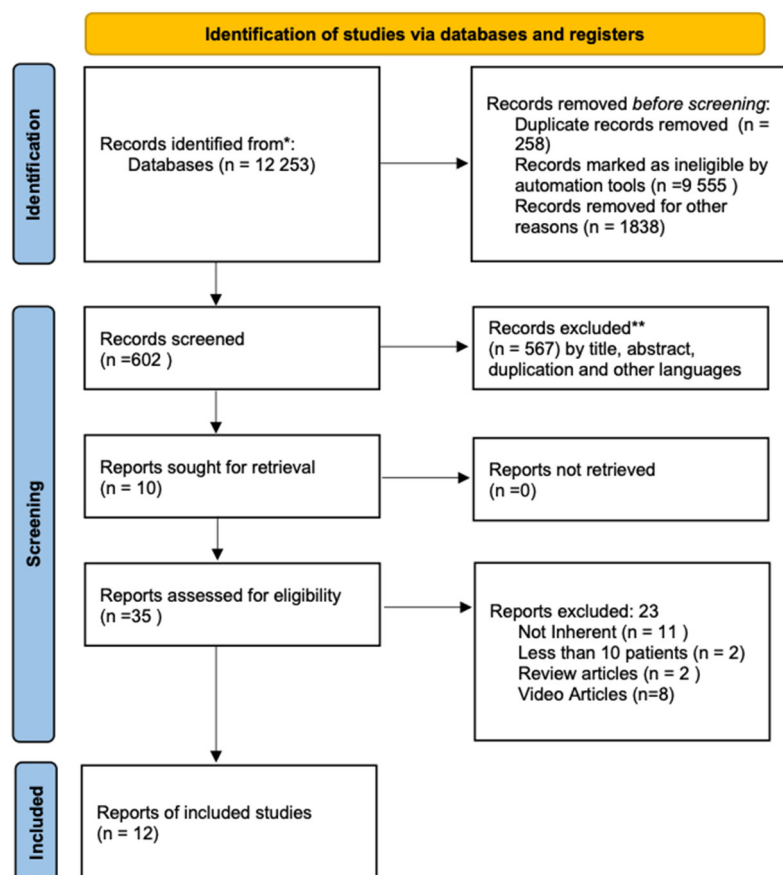 Identification of studies via databases and registers
Identification
Records identified from*:
Databases (n = 12 253)
Records removed before screening:
Duplicate records removed (n =
258)
Records marked as ineligible by
automation tools (n =9 555 )
Records removed for other
reasons (n = 1838)
Screening
Records screened
(n =602 )
Records excluded**
(n = 567) by title, abstract,
duplication and other languages
Reports sought for retrieval
(n = 10)
Reports not retrieved
(n =0)
Reports assessed for eligibility
(n =35 )
Reports excluded: 23
Not Inherent (n = 11 )
Less than 10 patients (n = 2)
Review articles (n = 2 )
Video Articles (n=8)
Included
Reports of included studies
(n = 12)